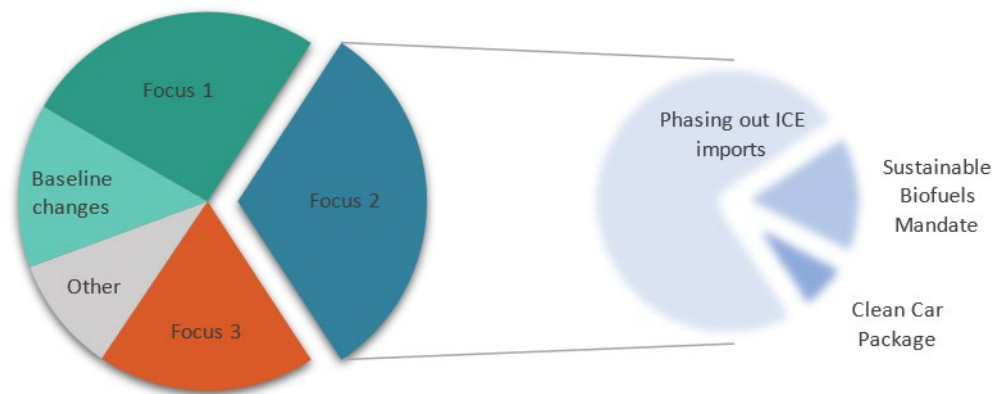 Focus 1
Baseline
changes
Other
Focus 3
Focus 2
Phasing out ICE
imports
Sustainable
Biofuels
Mandate
Clean Car
Package